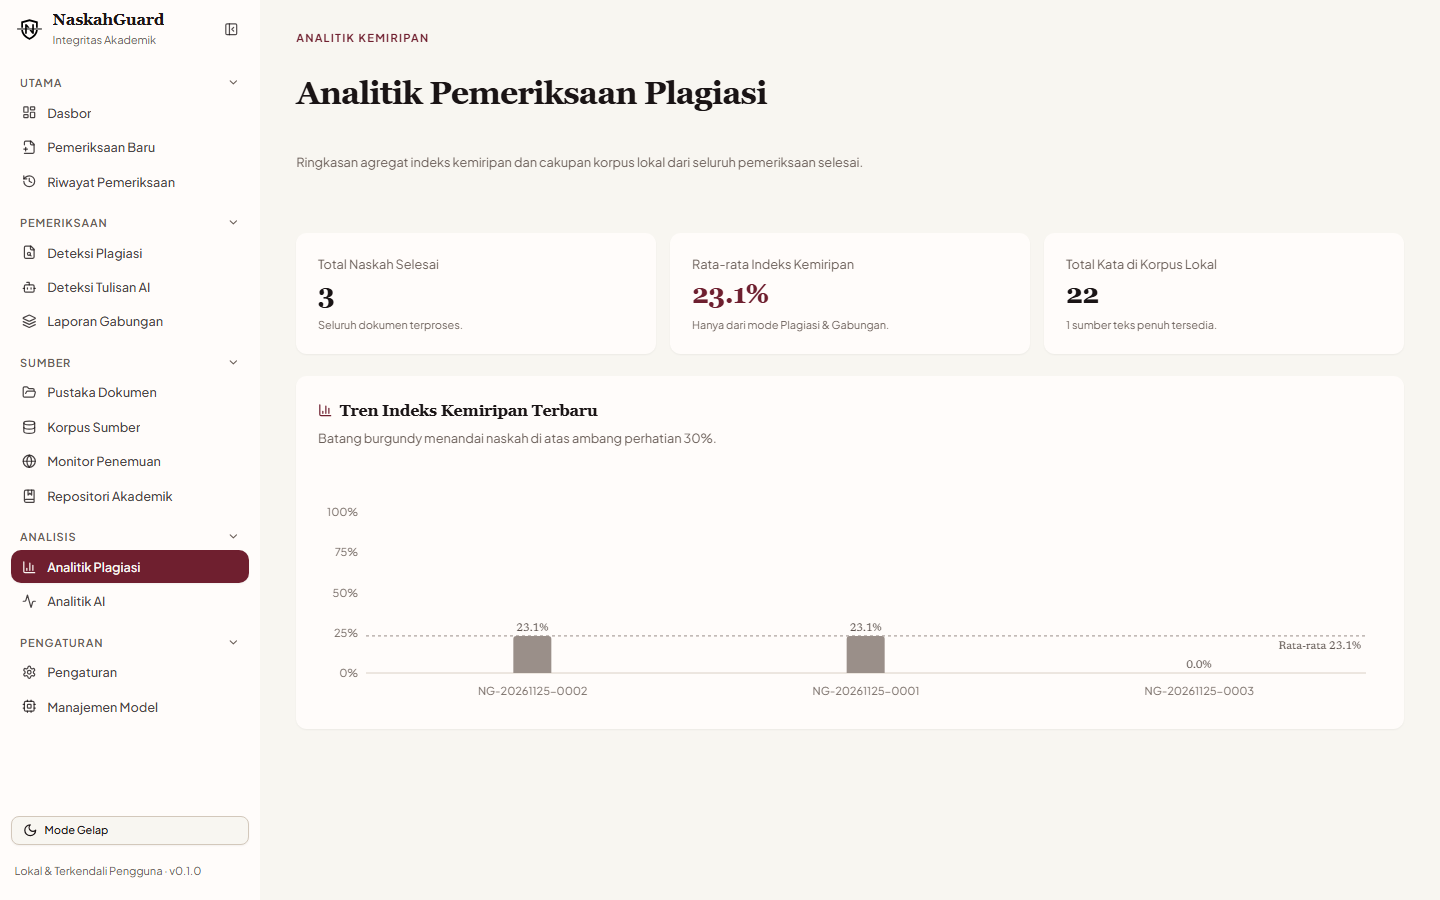 NaskahGuard
Integritas Akademik
UTAMA
Dasbor
Pemeriksaan Baru
Riwayat Pemeriksaan
PEMERIKSAAN
Deteksi Plagiasi
Deteksi Tulisan AI
Laporan Gabungan
SUMBER
Pustaka Dokumen
Korpus Sumber
Monitor Penemuan
Repositori Akademik
ANALISIS
Analitik Plagiasi
Analitik AI
PENGATURAN
Pengaturan
Manajemen Model
Mode Gelap
Lokal & Terkendali Pengguna · v0.1.0
ANALITIK KEMIRIPAN
Analitik Pemeriksaan Plagiasi
Ringkasan agregat indeks kemiripan dan cakupan korpus lokal dari seluruh pemeriksaan selesai.
Total Naskah Selesai
3
Seluruh dokumen terproses.
Rata-rata Indeks Kemiripan
23.1%
Hanya dari mode Plagiasi & Gabungan.
Total Kata di Korpus Lokal
22
1 sumber teks penuh tersedia.
Tren Indeks Kemiripan Terbaru
Batang burgundy menandai naskah di atas ambang perhatian 30%.
100%
75%
50%
25%
0%
23.1%
23.1%
0.0%
Rata-rata 23.1%
NG-20261125-0002
NG-20261125-0001
NG-20261125-0003